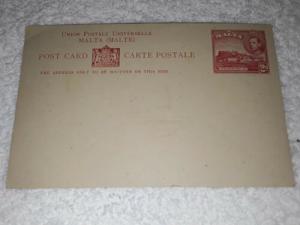 Union Postale Universelle
MALTA (MALTE)
POST CARD CARTE POSTALE
THE ADDRESS ONLY TO BE WRITTEN ON THIS SIDE
MALTA